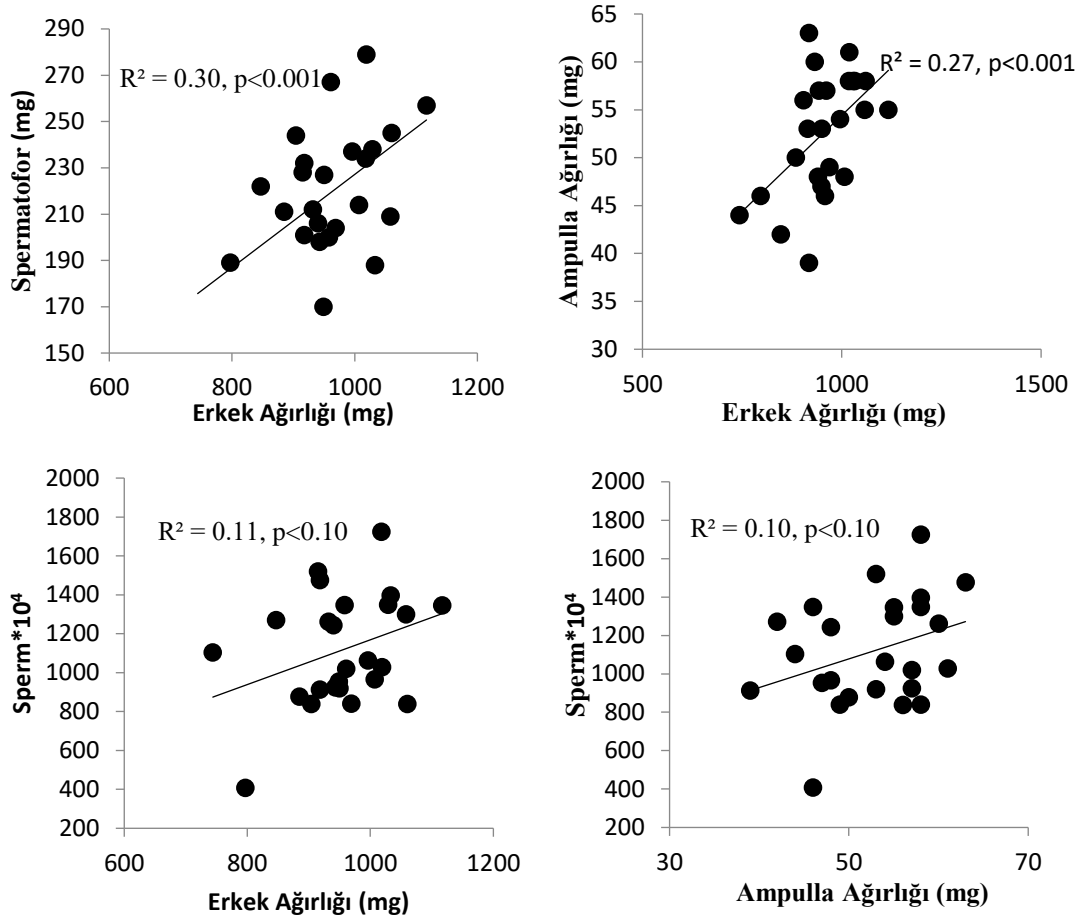 290
270
250
230
210
190
170
150
Spermatofor (mg)
R² = 0.30, p<0.001
600 800 1000 1200
Erkek Ağırlığı (mg)
65
60
55
50
45
40
35
30
Ampulla Ağırlığı (mg)
R² = 0.27, p<0.001
500 1000 1500
Erkek Ağırlığı (mg)
2000
1800
1600
1400
1200
1000
800
600
400
200
Sperm*10⁴
R² = 0.11, p<0.10
600 800 1000 1200
Erkek Ağırlığı (mg)
2000
1800
1600
1400
1200
1000
800
600
400
200
Sperm*10⁴
R² = 0.10, p<0.10
30 50 70
Ampulla Ağırlığı (mg)